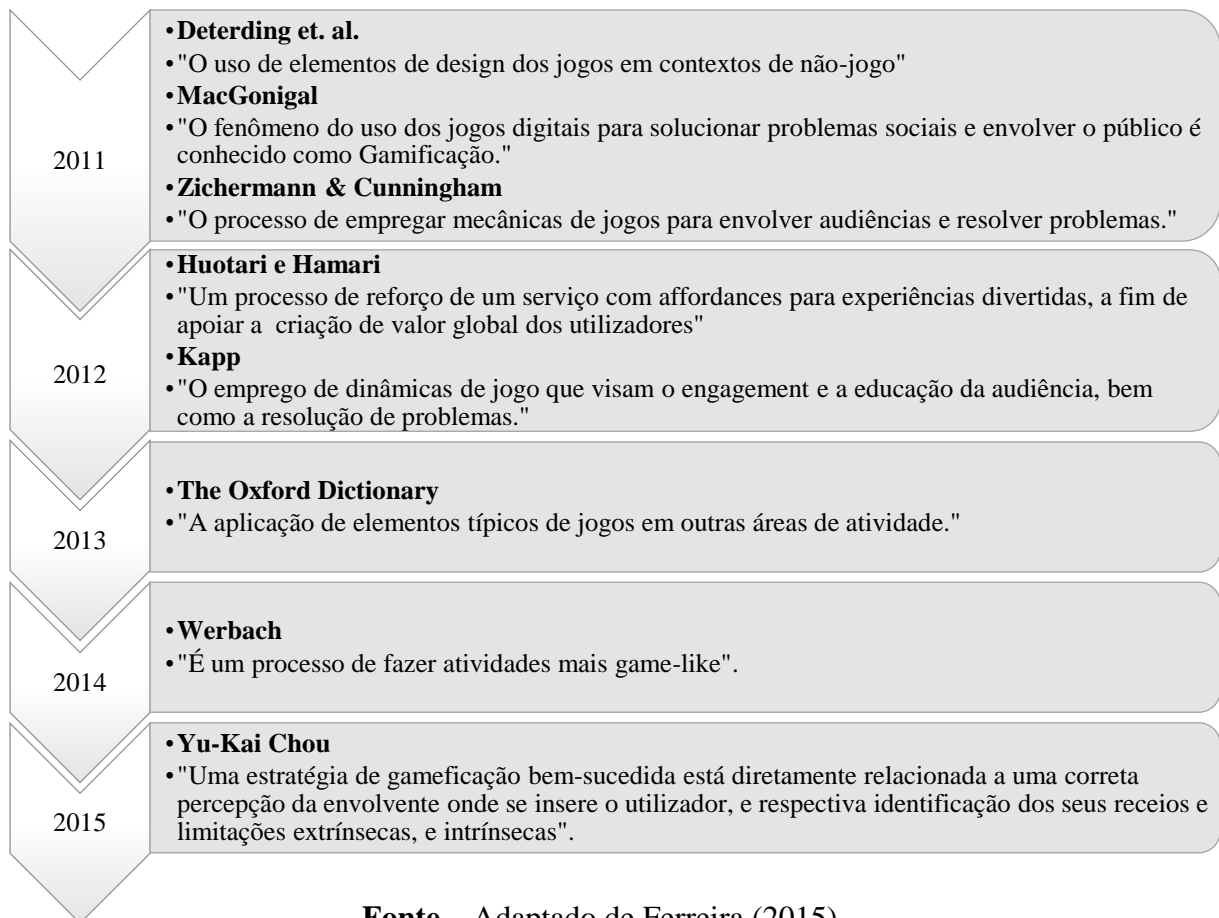 2011
•Deterding et. al.
•"O uso de elementos de design dos jogos em contextos de não-jogo"
•MacGonigal
•"O fenômeno do uso dos jogos digitais para solucionar problemas sociais e envolver o público é
conhecido como Gamificação."
•Zichermann & Cunningham
•"O processo de empregar mecânicas de jogos para envolver audiências e resolver problemas."
2012
•Huotari e Hamari
•"Um processo de reforço de um serviço com affordances para experiências divertidas, a fim de
apoiar a criação de valor global dos utilizadores"
•Kapp
•"O emprego de dinâmicas de jogo que visam o engagement e a educação da audiência, bem
como a resolução de problemas."
2013
•The Oxford Dictionary
•"A aplicação de elementos típicos de jogos em outras áreas de atividade."
2014
•Werbach
•"É um processo de fazer atividades mais game-like".
2015
•Yu-Kai Chou
•"Uma estratégia de gameficação bem-sucedida está diretamente relacionada a uma correta
percepção da envolvente onde se insere o utilizador, e respectiva identificação dos seus receios e
limitações extrínsecas, e intrínsecas".
Fonte – Adaptado de Ferreira (2015)